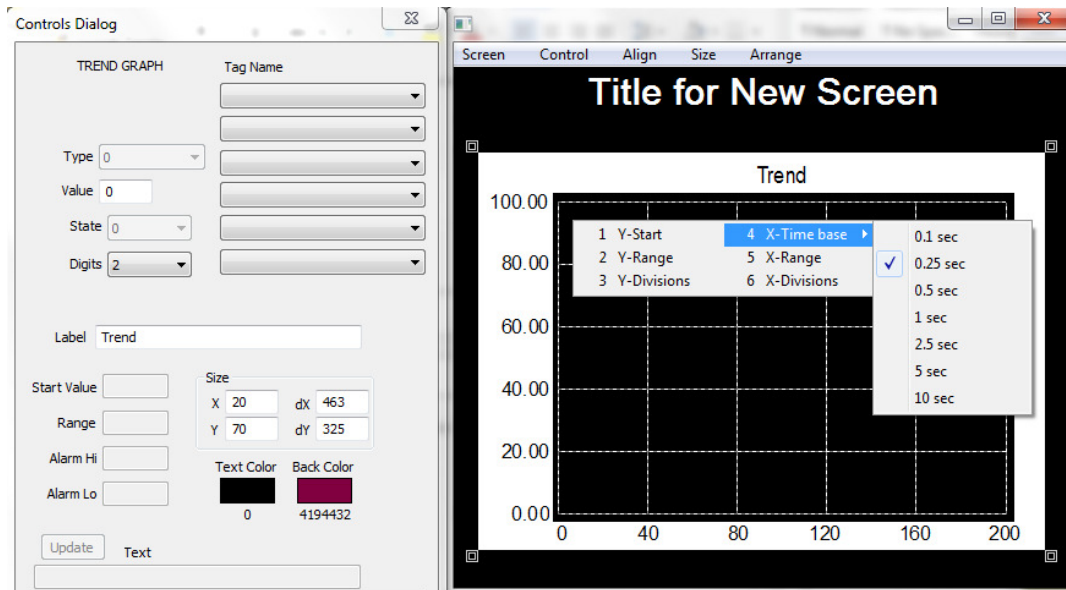 Controls Dialog
TREND GRAPH
Tag Name
Type 0
Value 0
State 0
Digits 2
Label Trend
Start Value
Range
Alarm Hi
Alarm Lo
Size
X 20 dX 463
Y 70 dY 325
Text Color Back Color
0 4194432
Update Text
Screen Control Align Size Arrange
Title for New Screen
Trend
100.00
80.00
60.00
40.00
20.00
0.00
0 40 80 120 160 200
1 Y-Start 4 X-Time base
2 Y-Range 5 X-Range
3 Y-Divisions 6 X-Divisions
0.1 sec
0.25 sec
0.5 sec
1 sec
2.5 sec
5 sec
10 sec